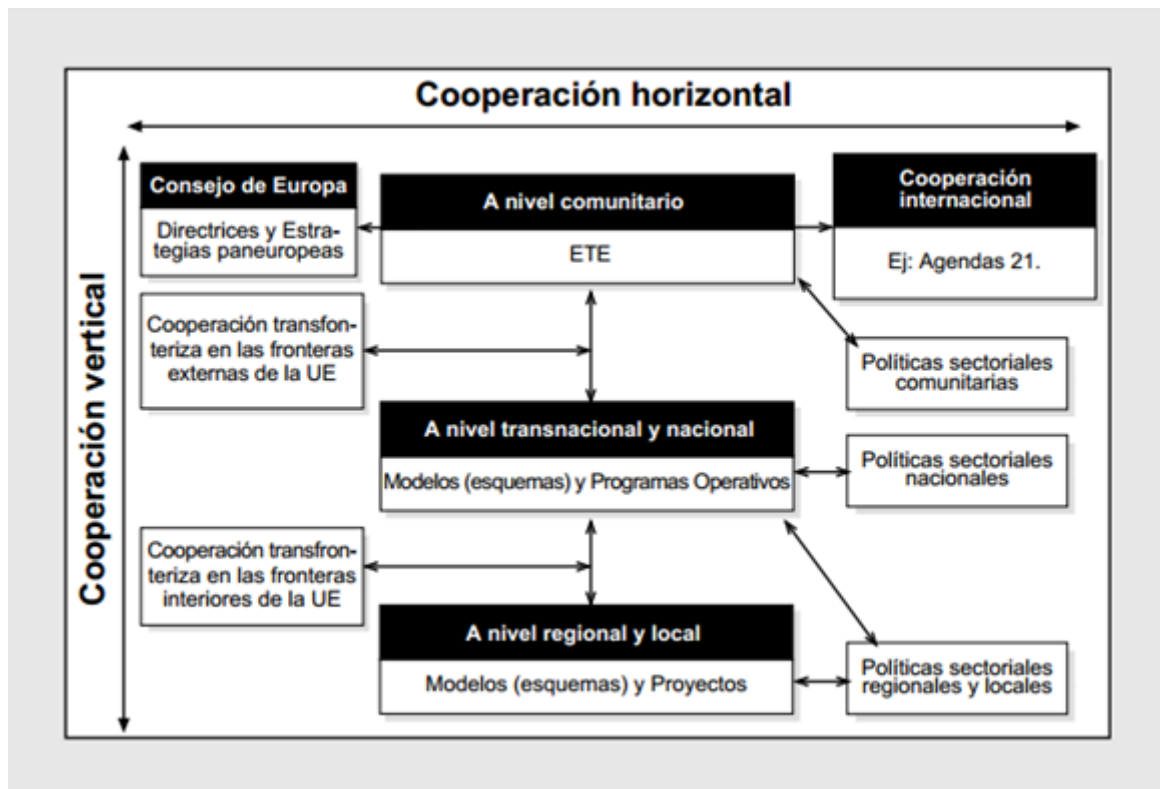 Cooperación horizontal
Cooperación vertical
Consejo de Europa
Directrices y Estra-
tegias paneuropeas
A nivel comunitario
ETE
Cooperación
internacional
Ej: Agendas 21.
Cooperación transfon-
teriza en las fronteras
externas de la UE
Políticas sectoriales
comunitarias
A nivel transnacional y nacional
Modelos (esquemas) y Programas Operativos
Políticas sectoriales
nacionales
Cooperación transfron-
teriza en las fronteras
interiores de la UE
A nivel regional y local
Modelos (esquemas) y Proyectos
Políticas sectoriales
regionales y locales